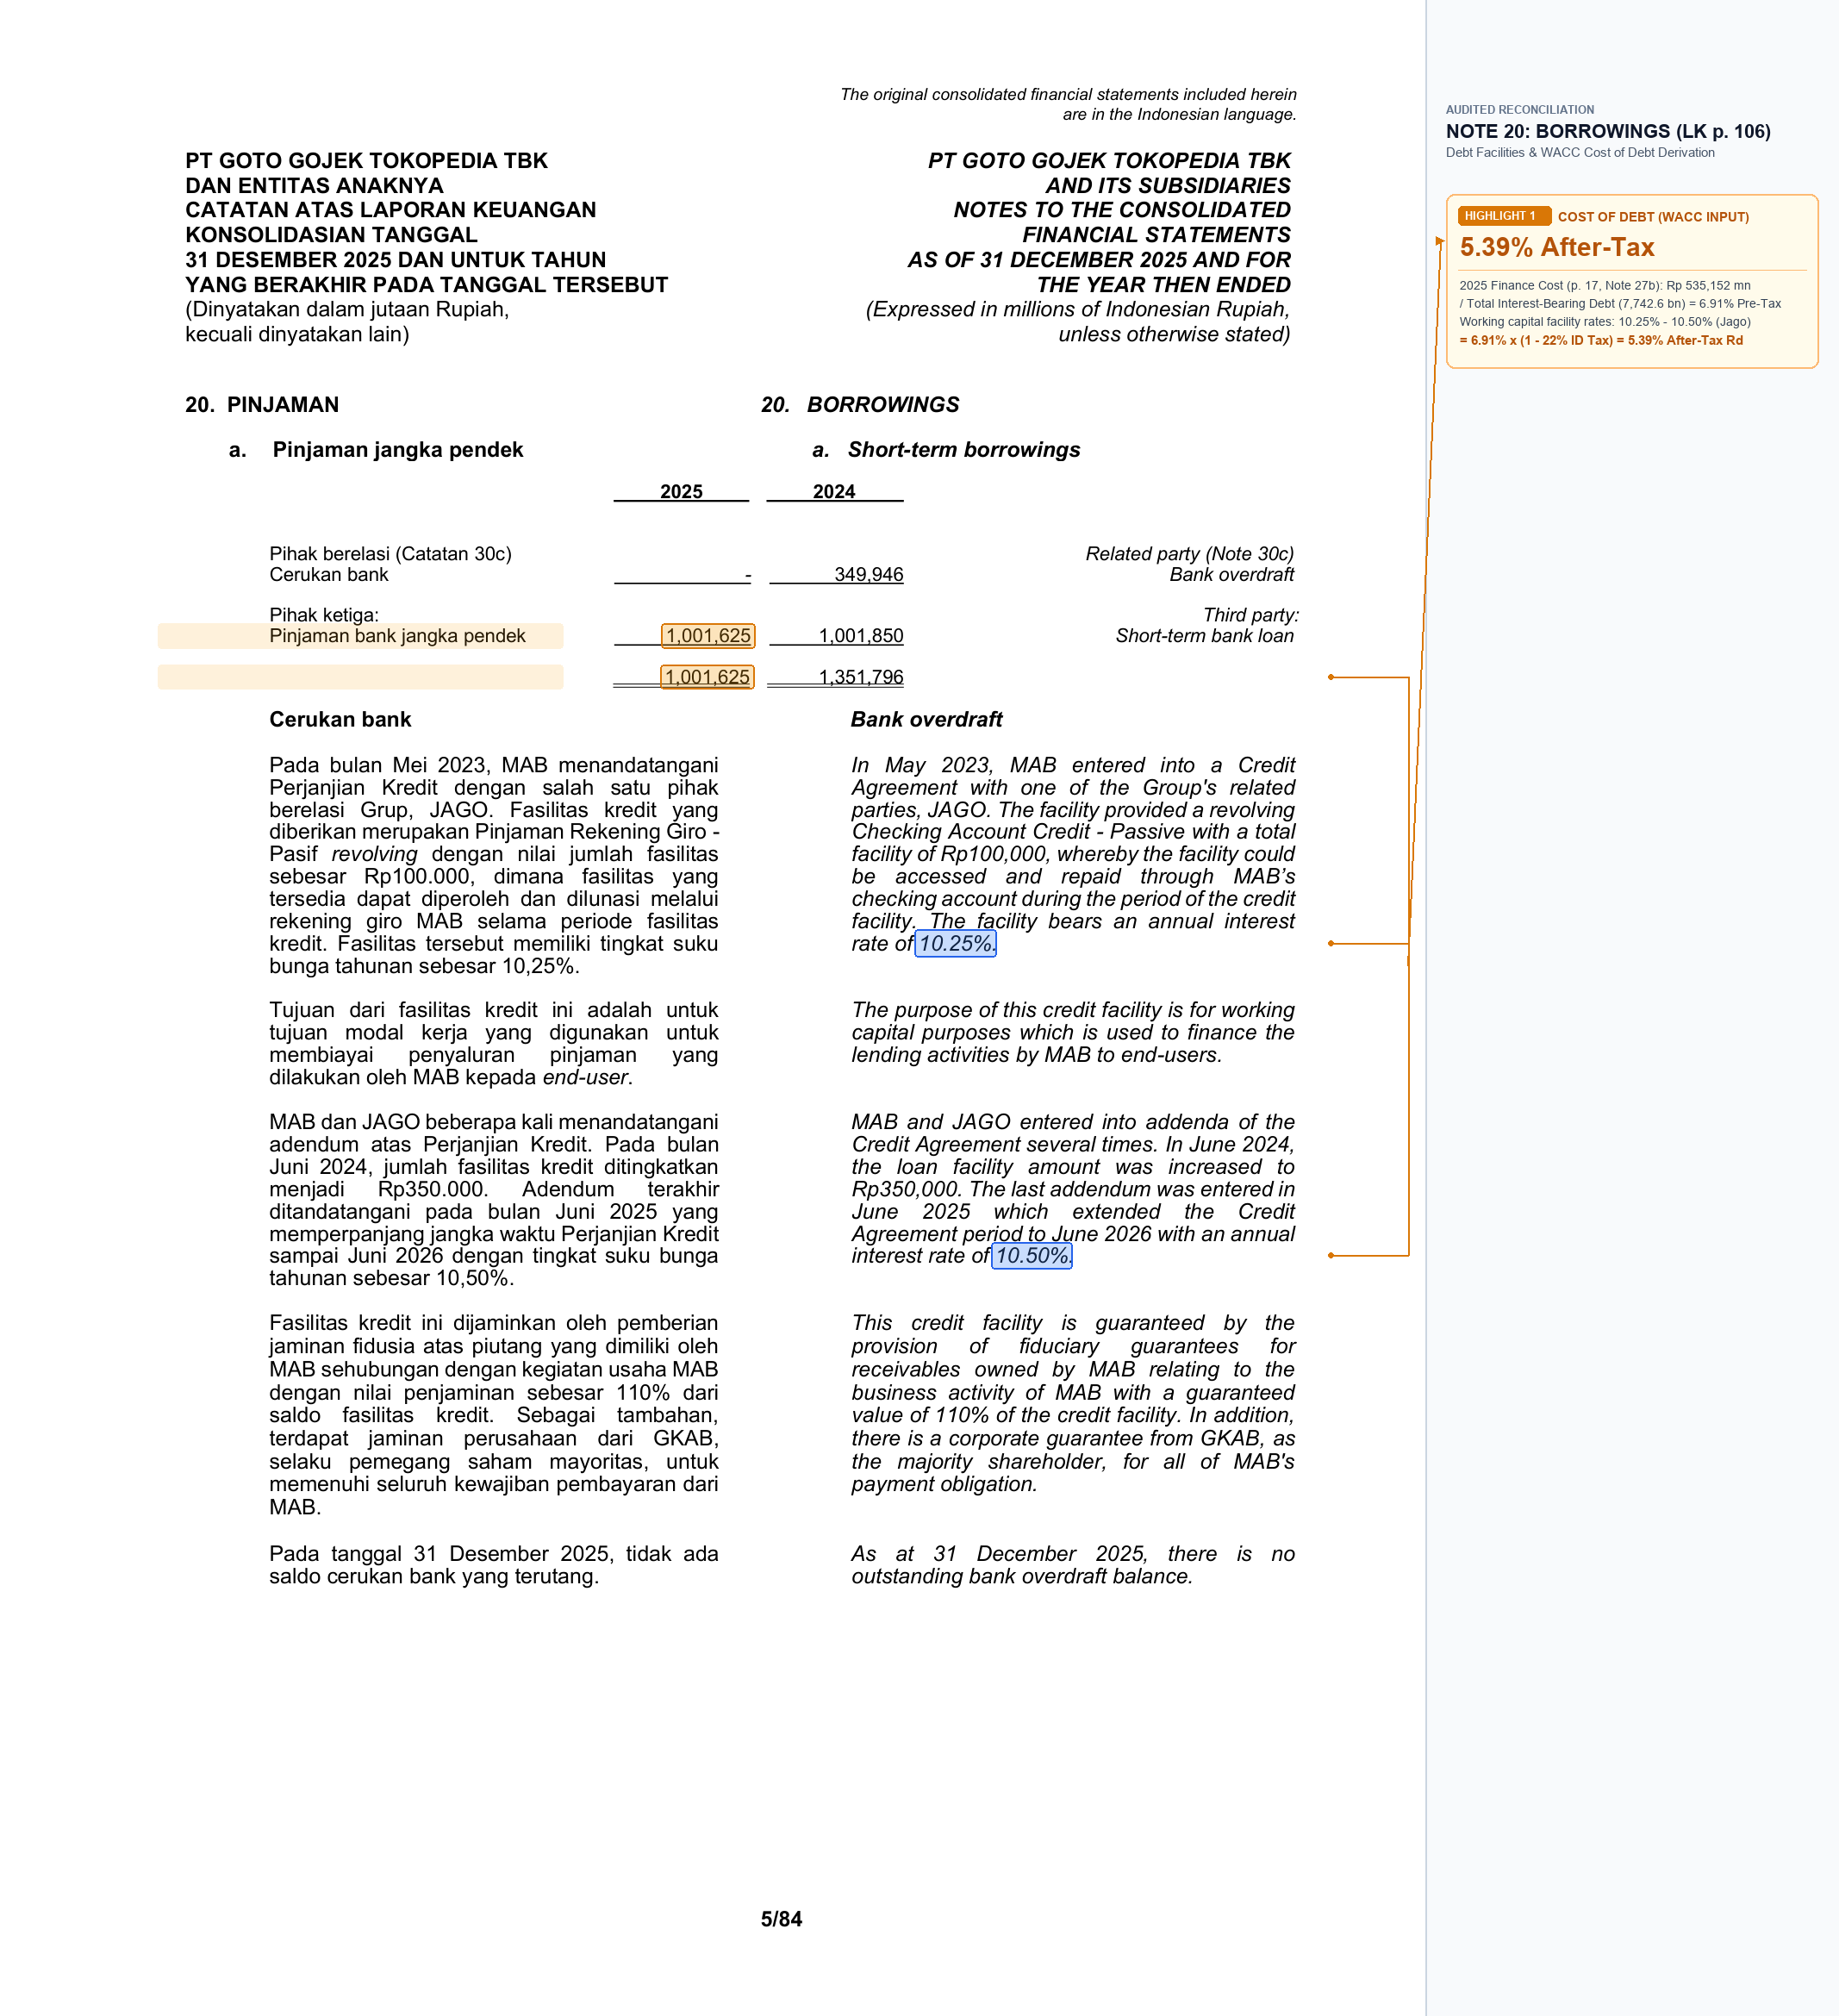 The original consolidated financial statements included herein
are in the Indonesian language.
PT GOTO GOJEK TOKOPEDIA TBK
DAN ENTITAS ANAKNYA
CATATAN ATAS LAPORAN KEUANGAN
KONSOLIDASIAN TANGGAL
31 DESEMBER 2025 DAN UNTUK TAHUN
YANG BERAKHIR PADA TANGGAL TERSEBUT
(Dinyatakan dalam jutaan Rupiah,
kecuali dinyatakan lain)
PT GOTO GOJEK TOKOPEDIA TBK
AND ITS SUBSIDIARIES
NOTES TO THE CONSOLIDATED
FINANCIAL STATEMENTS
AS OF 31 DECEMBER 2025 AND FOR
THE YEAR THEN ENDED
(Expressed in millions of Indonesian Rupiah,
unless otherwise stated)
20. PINJAMAN 20. BORROWINGS
a. Pinjaman jangka pendek a. Short-term borrowings
2025 2024
Pihak berelasi (Catatan 30c) Related party (Note 30c)
Cerukan bank - 349,946 Bank overdraft
Pihak ketiga: Third party:
Pinjaman bank jangka pendek 1,001,625 1,001,850 Short-term bank loan
1,001,625 1,351,796
Cerukan bank
Pada bulan Mei 2023, MAB menandatangani
Perjanjian Kredit dengan salah satu pihak
berelasi Grup, JAGO. Fasilitas kredit yang
diberikan merupakan Pinjaman Rekening Giro -
Pasif revolving dengan nilai jumlah fasilitas
sebesar Rp100.000, dimana fasilitas yang
tersedia dapat diperoleh dan dilunasi melalui
rekening giro MAB selama periode fasilitas
kredit. Fasilitas tersebut memiliki tingkat suku
bunga tahunan sebesar 10,25%.
Tujuan dari fasilitas kredit ini adalah untuk
tujuan modal kerja yang digunakan untuk
membiayai penyaluran pinjaman yang
dilakukan oleh MAB kepada end-user.
MAB dan JAGO beberapa kali menandatangani
adendum atas Perjanjian Kredit. Pada bulan
Juni 2024, jumlah fasilitas kredit ditingkatkan
menjadi Rp350.000. Adendum terakhir
ditandatangani pada bulan Juni 2025 yang
memperpanjang jangka waktu Perjanjian Kredit
sampai Juni 2026 dengan tingkat suku bunga
tahunan sebesar 10,50%.
Fasilitas kredit ini dijaminkan oleh pemberian
jaminan fidusia atas piutang yang dimiliki oleh
MAB sehubungan dengan kegiatan usaha MAB
dengan nilai penjaminan sebesar 110% dari
saldo fasilitas kredit. Sebagai tambahan,
terdapat jaminan perusahaan dari GKAB,
selaku pemegang saham mayoritas, untuk
memenuhi seluruh kewajiban pembayaran dari
MAB.
Pada tanggal 31 Desember 2025, tidak ada
saldo cerukan bank yang terutang.
Bank overdraft
In May 2023, MAB entered into a Credit
Agreement with one of the Group's related
parties, JAGO. The facility provided a revolving
Checking Account Credit - Passive with a total
facility of Rp100,000, whereby the facility could
be accessed and repaid through MAB’s
checking account during the period of the credit
facility. The facility bears an annual interest
rate of 10.25%.
The purpose of this credit facility is for working
capital purposes which is used to finance the
lending activities by MAB to end-users.
MAB and JAGO entered into addenda of the
Credit Agreement several times. In June 2024,
the loan facility amount was increased to
Rp350,000. The last addendum was entered in
June 2025 which extended the Credit
Agreement period to June 2026 with an annual
interest rate of 10.50%.
This credit facility is guaranteed by the
provision of fiduciary guarantees for
receivables owned by MAB relating to the
business activity of MAB with a guaranteed
value of 110% of the credit facility. In addition,
there is a corporate guarantee from GKAB, as
the majority shareholder, for all of MAB's
payment obligation.
As at 31 December 2025, there is no
outstanding bank overdraft balance.
5/84
AUDITED RECONCILIATION
NOTE 20: BORROWINGS (LK p. 106)
Debt Facilities & WACC Cost of Debt Derivation
HIGHLIGHT 1 COST OF DEBT (WACC INPUT)
5.39% After-Tax
2025 Finance Cost (p. 17, Note 27b): Rp 535,152 mn
/ Total Interest-Bearing Debt (7,742.6 bn) = 6.91% Pre-Tax
Working capital facility rates: 10.25% - 10.50% (Jago)
= 6.91% x (1 - 22% ID Tax) = 5.39% After-Tax Rd